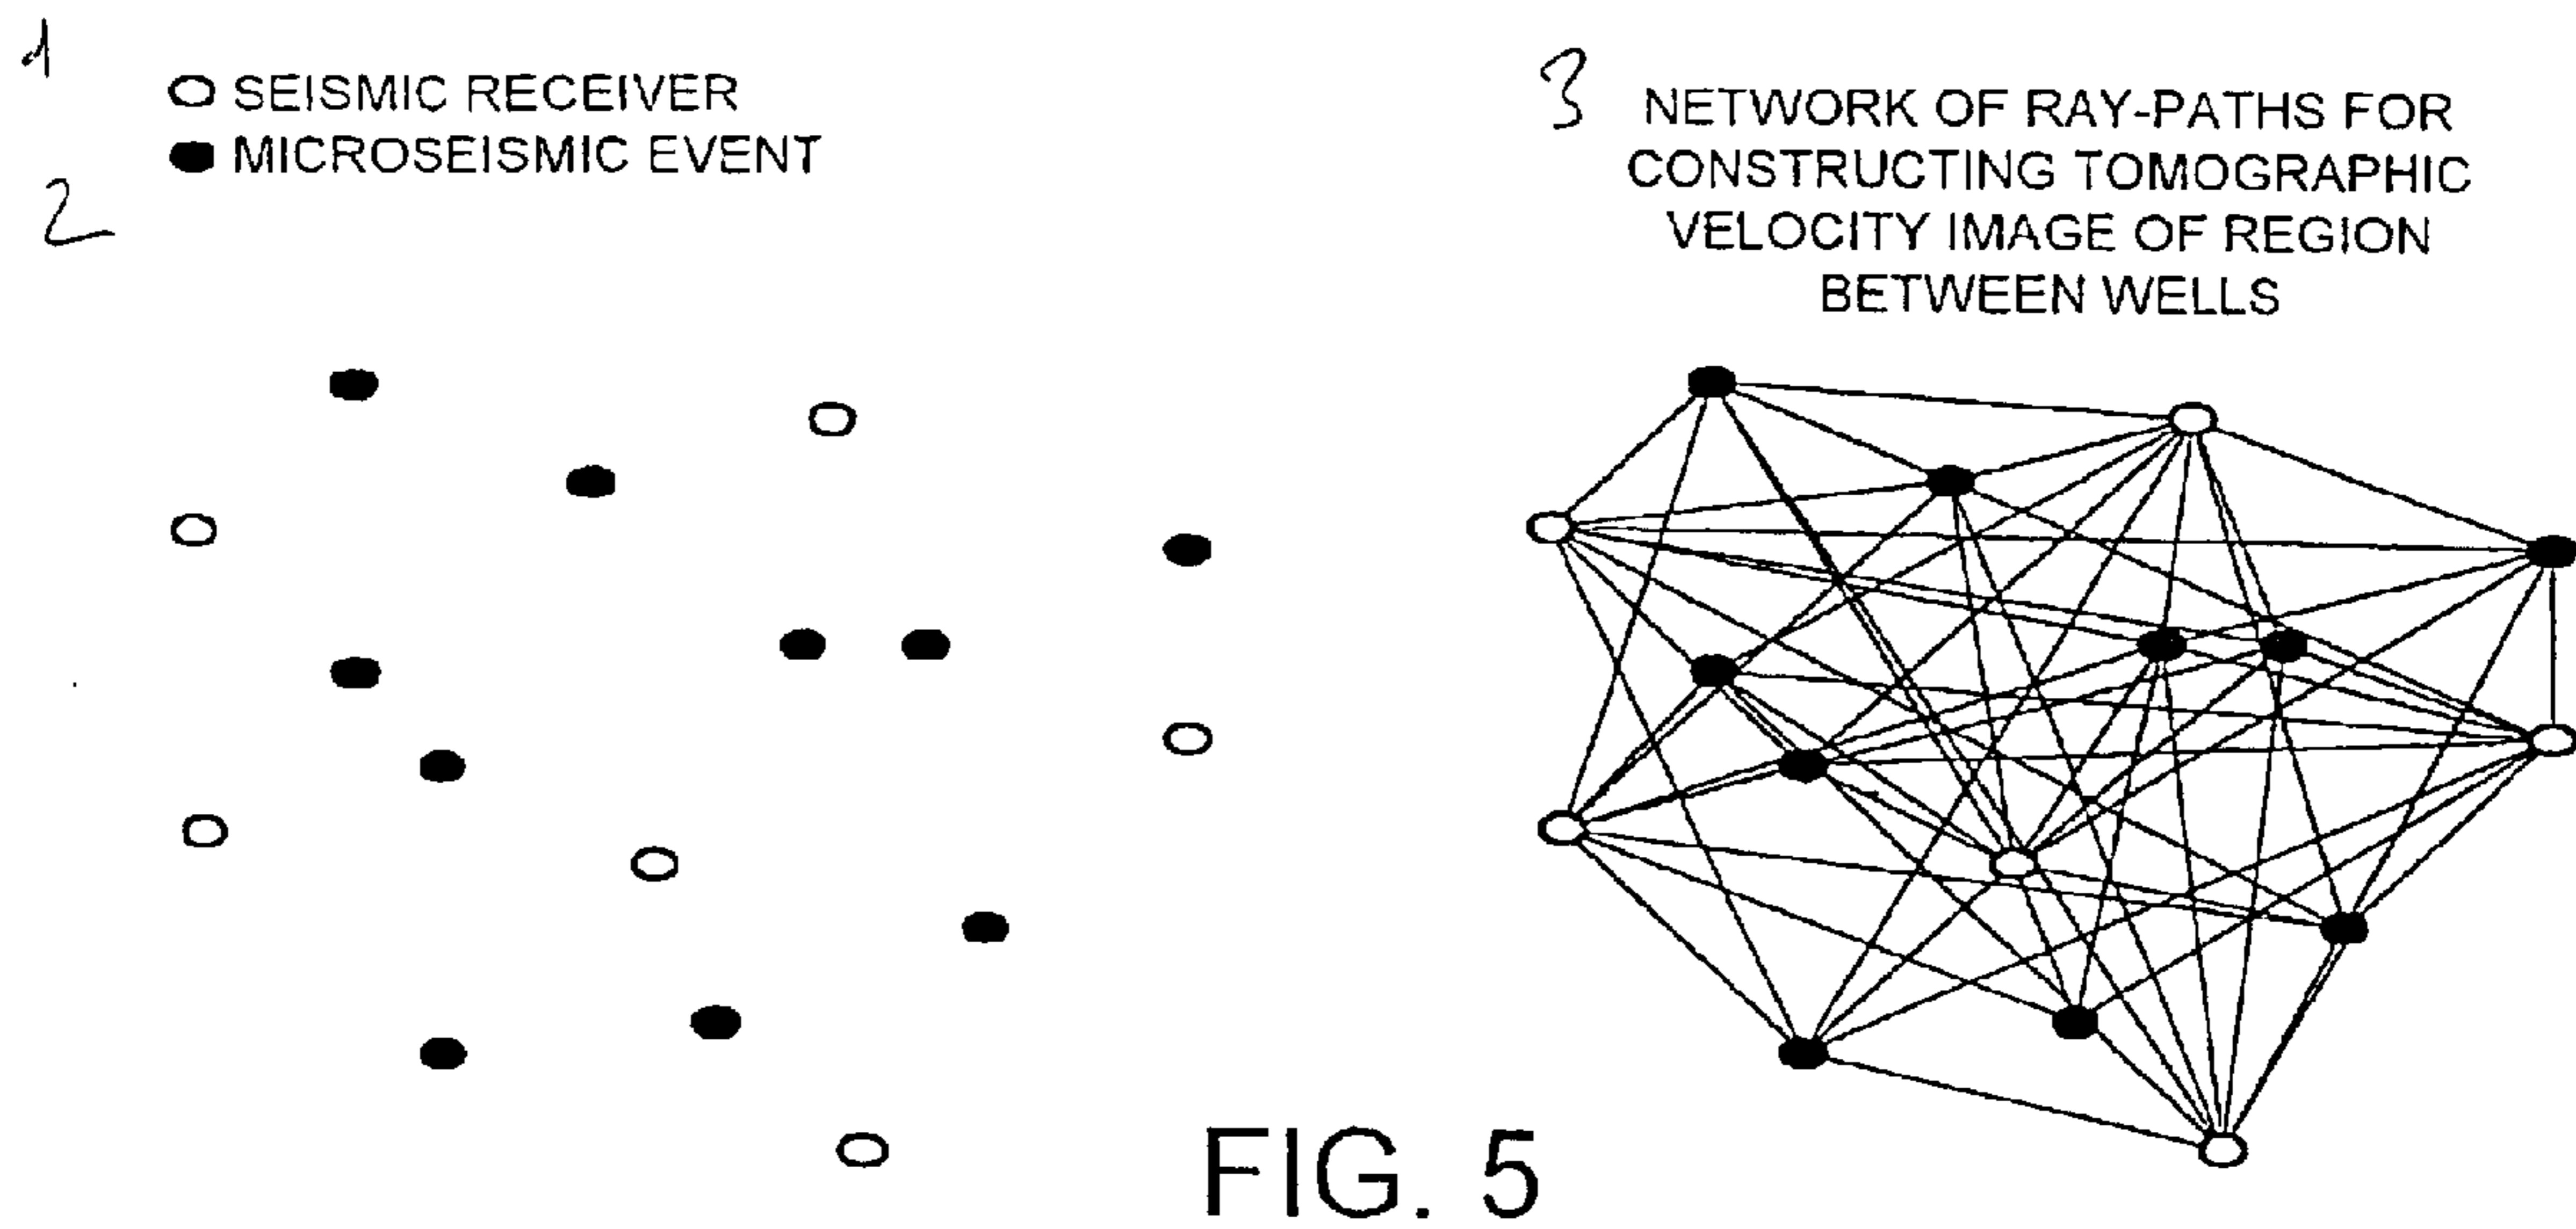 1
SEISMIC RECEIVER
MICROSEISMIC EVENT
2
3
NETWORK OF RAY-PATHS FOR
CONSTRUCTING TOMOGRAPHIC
VELOCITY IMAGE OF REGION
BETWEEN WELLS
FIG. 5